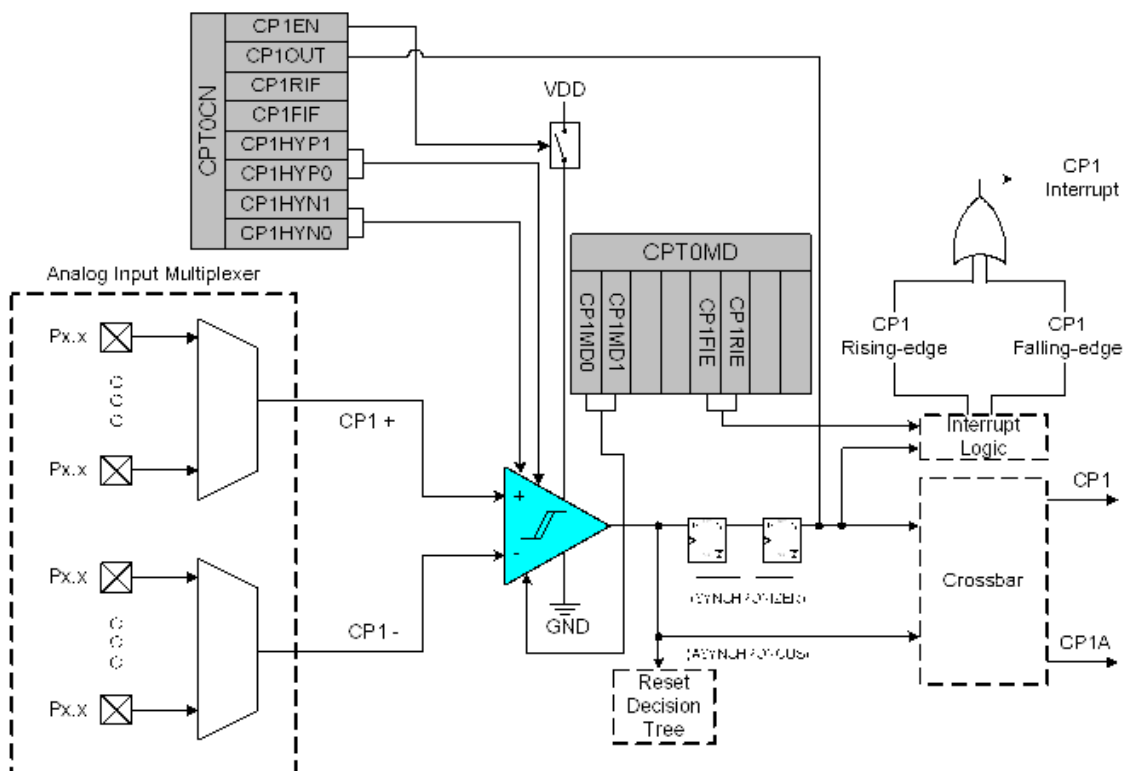 CPT0CN
CP1EN
CP1OUT
CP1RIF
CP1FIF
CP1HYP1
CP1HYP0
CP1HYN1
CP1HYN0
VDD
CP1
Interrupt
CPT0MD
CP1MD0
CP1MD1
CP1FIE
CP1RIE
CP1
Rising-edge
CP1
Falling-edge
Interrupt
Logic
Analog Input Multiplexer
Px.x
Px.x
Px.x
Px.x
CP1 +
CP1 -
+
-
GND
Reset
Decision
Tree
Crossbar
CP1
CP1A